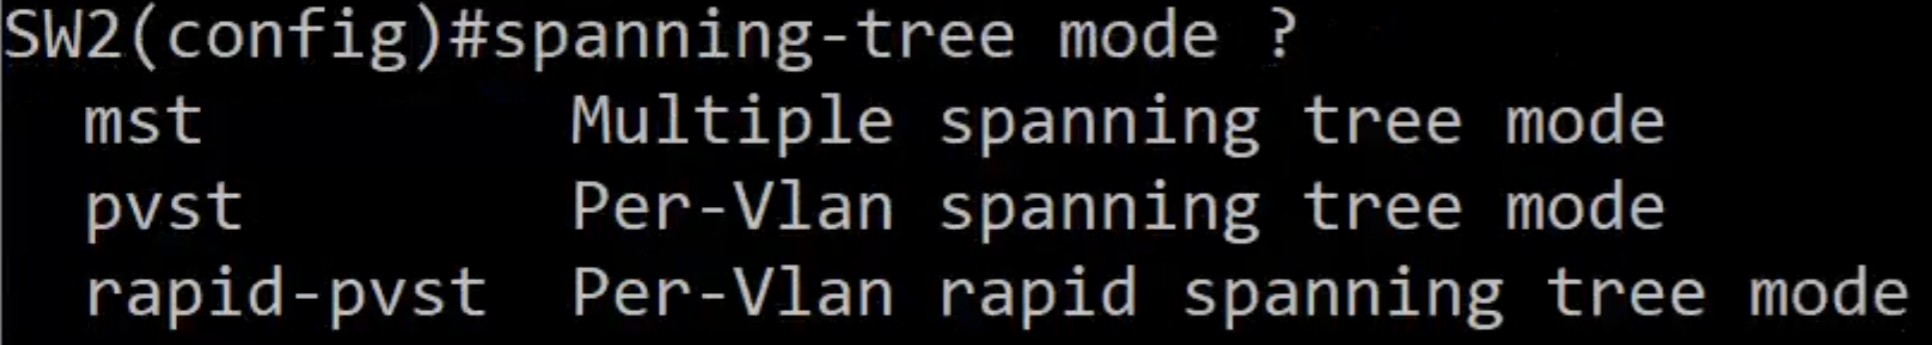 SW2(config)#spanning-tree mode ?
mst Multiple spanning tree mode
pvst Per-Vlan spanning tree mode
rapid-pvst Per-Vlan rapid spanning tree mode